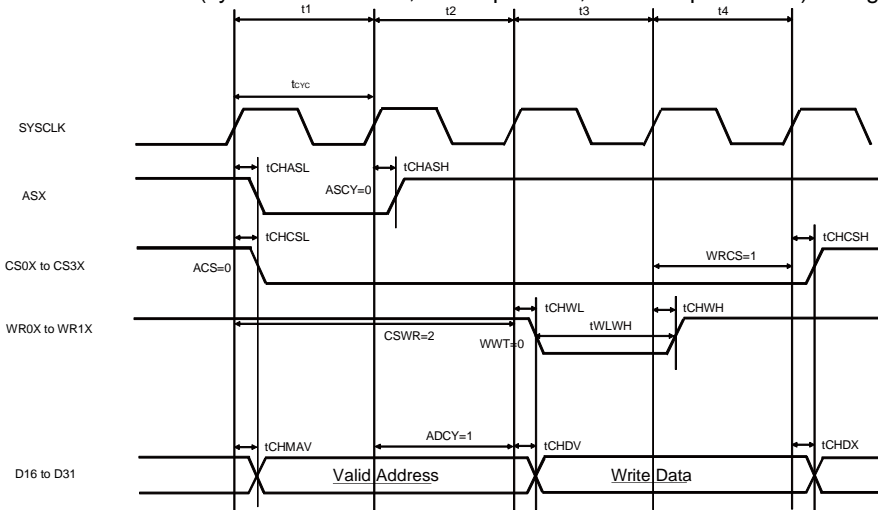 t1 t2 t3 t4
tCYC
SYSCLK
tCHASL tCHASH
ASX ASCY=0
tCHCSL tCHCSH
CS0X to CS3X ACS=0 WRCS=1
tCHWL tCHWH
WR0X to WR1X CSWR=2 WWT=0 tWLWH
ADCY=1
tCHMAV tCHDV tCHDX
D16 to D31 Valid Address Write Data